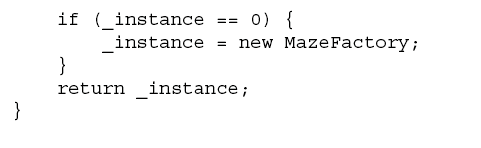 if (_instance == 0) {
_instance = new MazeFactory;
}
return _instance;
}